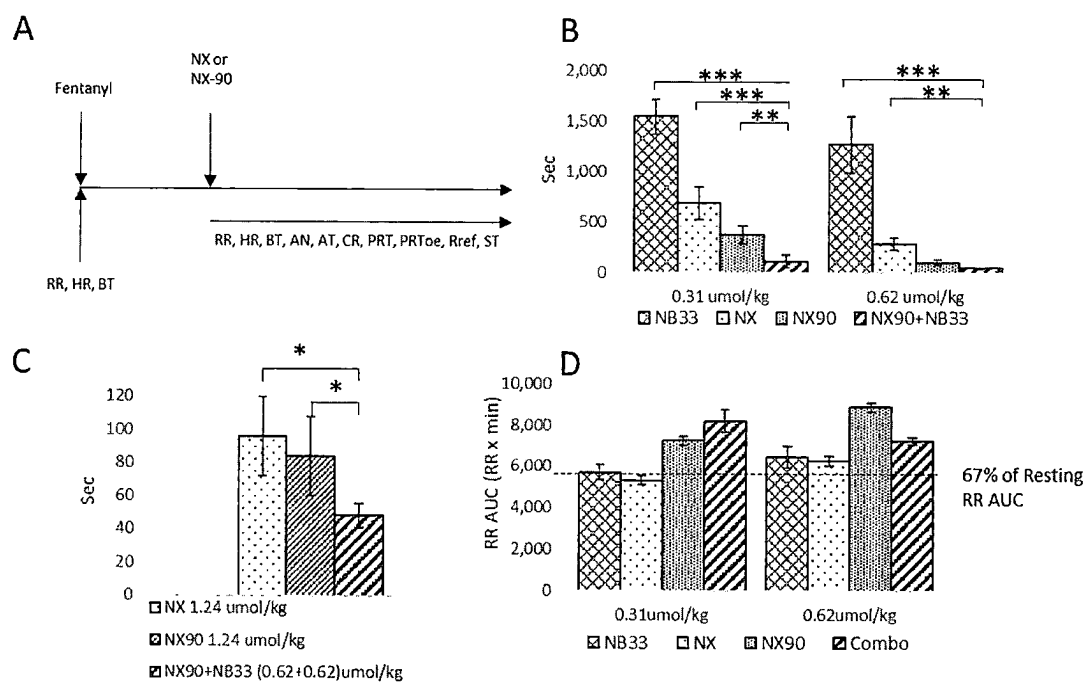 A
Fentanyl
NX or
NX-90
RR, HR, BT, AN, AT, CR, PRT, PRToe, Rref, ST
RR, HR, BT
B
2,000
1,500
1,000
500
0
Sec
***
***
**
***
**
0.31 umol/kg
0.62 umol/kg
NB33 NX NX90 NX90+NB33
C
120
100
80
60
40
20
0
Sec
*
*
NX 1.24 umol/kg
NX90 1.24 umol/kg
NX90+NB33 (0.62+0.62)umol/kg
D
10,000
8,000
6,000
4,000
2,000
0
RR AUC (RR x min)
67% of Resting
RR AUC
0.31umol/kg
0.62umol/kg
NB33 NX NX90 Combo